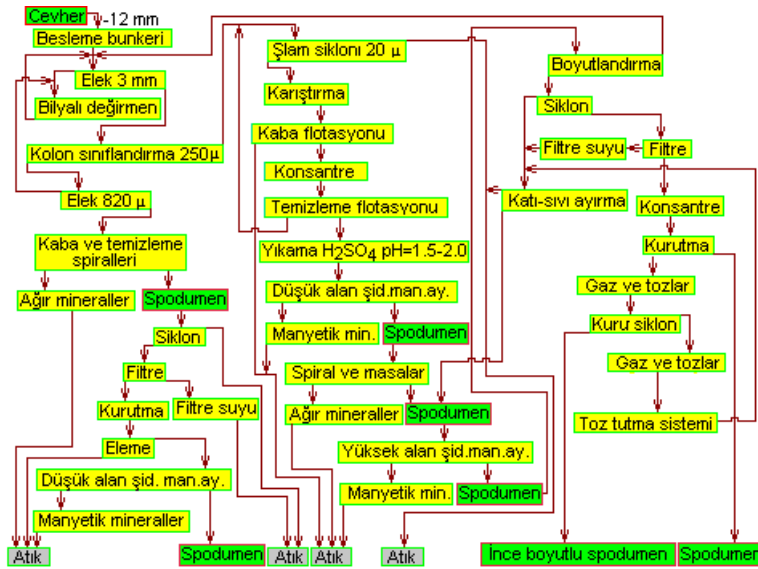 Cevher
-12 mm
Besleme bunkeri
Elek 3 mm
Bilyalı değirmen
Kolon sınıflandırma 250µ
Elek 820 µ
Kaba ve temizleme
spiralleri
Ağır mineraller
Spodumen
Siklon
Filtre
Kurutma
Filtre suyu
Eleme
Düşük alan şid. man.ay.
Manyetik mineraller
Atık
Spodumen
Şlam siklonı 20 µ
Karıştırma
Kaba flotasyonu
Konsantre
Temizleme flotasyonu
Yıkama H₂SO₄ pH=1.5-2.0
Düşük alan şid.man.ay.
Manyetik min.
Spodumen
Spiral ve masalar
Ağır mineraller
Spodumen
Yüksek alan şid.man.ay.
Manyetik min.
Spodumen
Atık
Atık
Atık
Boyutlandırma
Siklon
Filtre suyu
Filtre
Katı-sıvı ayırma
Konsantre
Kurutma
Gaz ve tozlar
Kuru siklon
Gaz ve tozlar
Toz tutma sistemi
İnce boyutlu spodumen
Spodumen